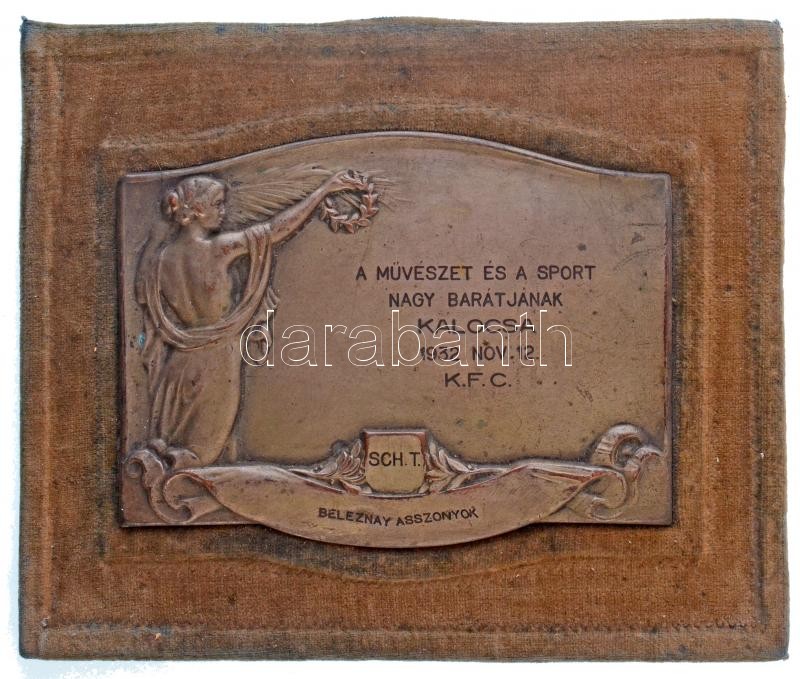 A MŰVÉSZET ÉS A SPORT
NAGY BARÁTJÁNAK
KALOCSA
1932. NOV. 12.
K.F.C.
SCH.T.
BELEZNAY ASSZONYOK
darabanth